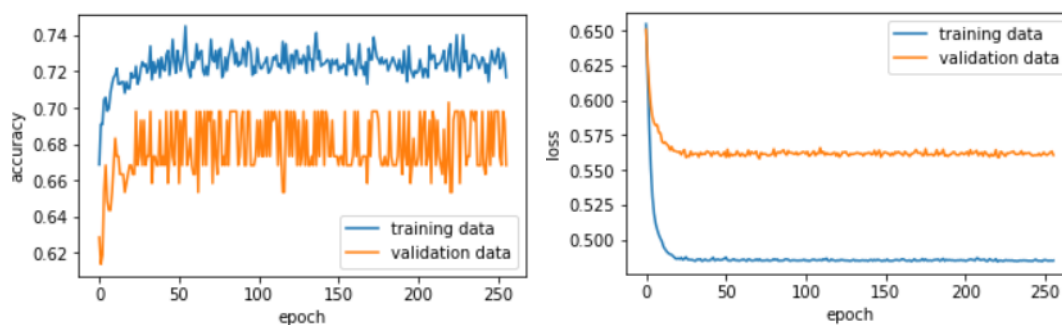 accuracy
0.74
0.72
0.70
0.68
0.66
0.64
0.62
training data
validation data
0 50 100 150 200 250
epoch
loss
0.650
0.625
0.600
0.575
0.550
0.525
0.500
training data
validation data
0 50 100 150 200 250
epoch